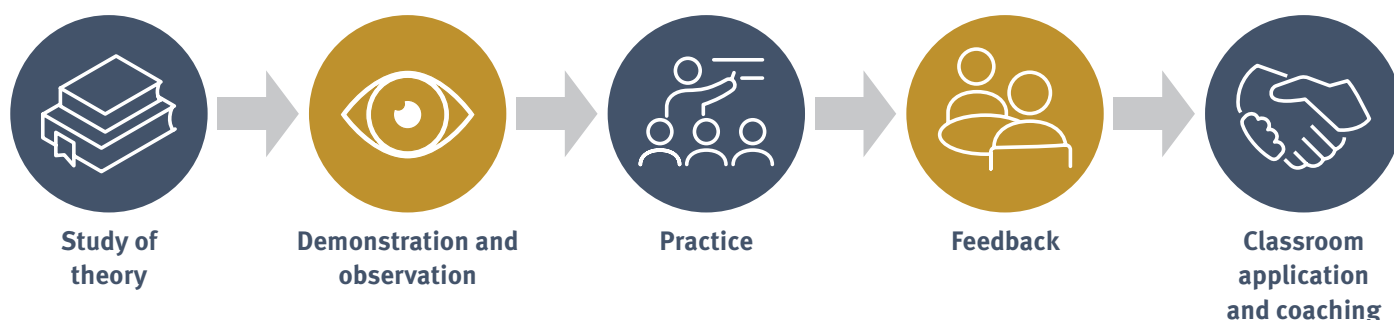 Study of
theory
Demonstration and
observation
Practice
Feedback
Classroom
application
and coaching